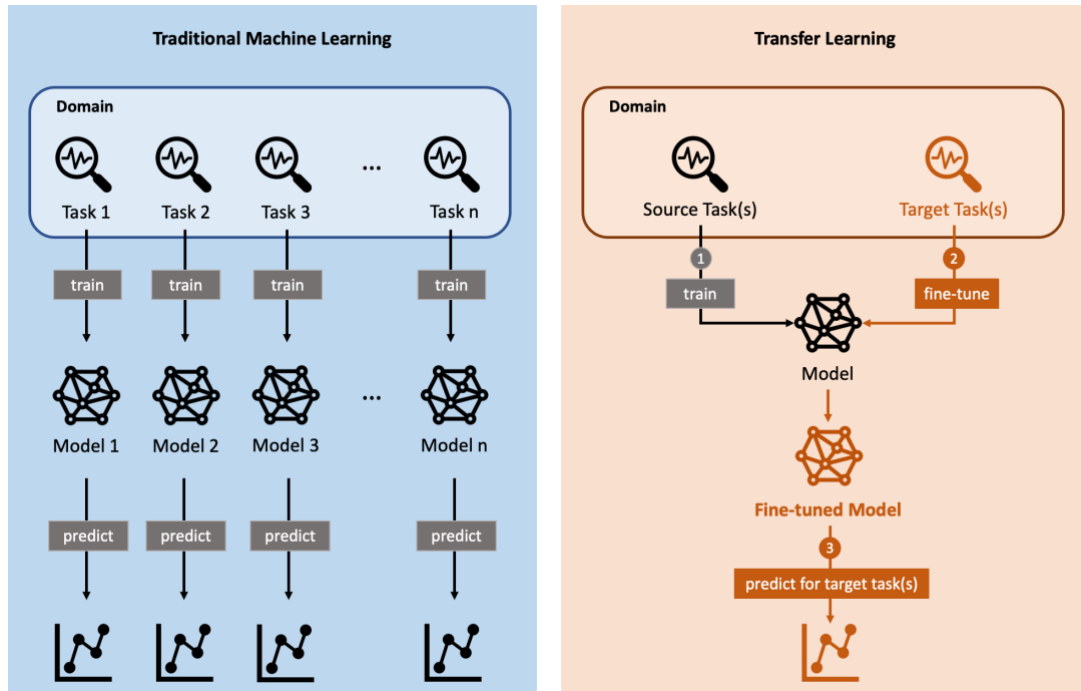 Traditional Machine Learning
Domain
Task 1 Task 2 Task 3 ... Task n
train train train train
Model 1 Model 2 Model 3 ... Model n
predict predict predict predict
Transfer Learning
Domain
Source Task(s) Target Task(s)
1 2
train fine-tune
Model
Fine-tuned Model
3
predict for target task(s)